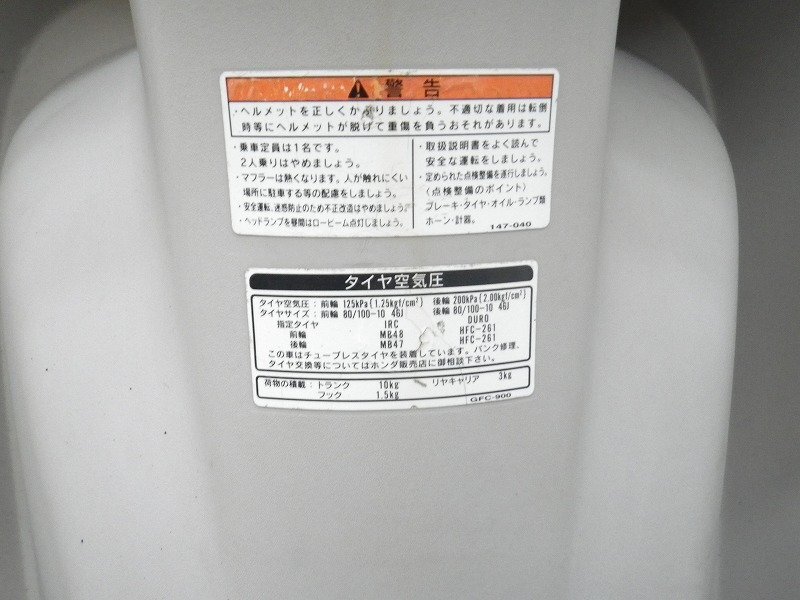 警告
・ヘルメットを正しくかぶりましょう。不適切な着用は転倒
時等にヘルメットが脱げて重傷を負うおそれがあります。
・乗車定員は1名です。
2人乗りはやめましょう。
・マフラーは熱くなります。人が触れにくい
場所に駐車する等の配慮をしましょう。
・安全運転、迷惑防止のため不正改造はやめましょう。
・ヘッドランプを昼間はロービーム点灯しましょう。
・取扱説明書をよく読んで
安全な運転をしましょう。
・定められた点検整備を遂行しましょう。
(点検整備のポイント)
ブレーキ・タイヤ・オイル・ランプ類
ホーン・計器。
147-040
タイヤ空気圧
タイヤ空気圧:前輪 125kPa(1.25kgf/cm²) 後輪 200kPa(2.00kgf/cm²)
タイヤサイズ:前輪 80/100-10 46J 後輪 80/100-10 46J
指定タイヤ IRC DURO
前輪 MB48 HFC-261
後輪 MB47 HFC-261
この車はチューブレスタイヤを装着しています。パンク修理、
タイヤ交換等についてはホンダ販売店に御相談下さい。
荷物の積載:トランク 10kg リヤキャリア 3kg
フック 1.5kg
GFC-900